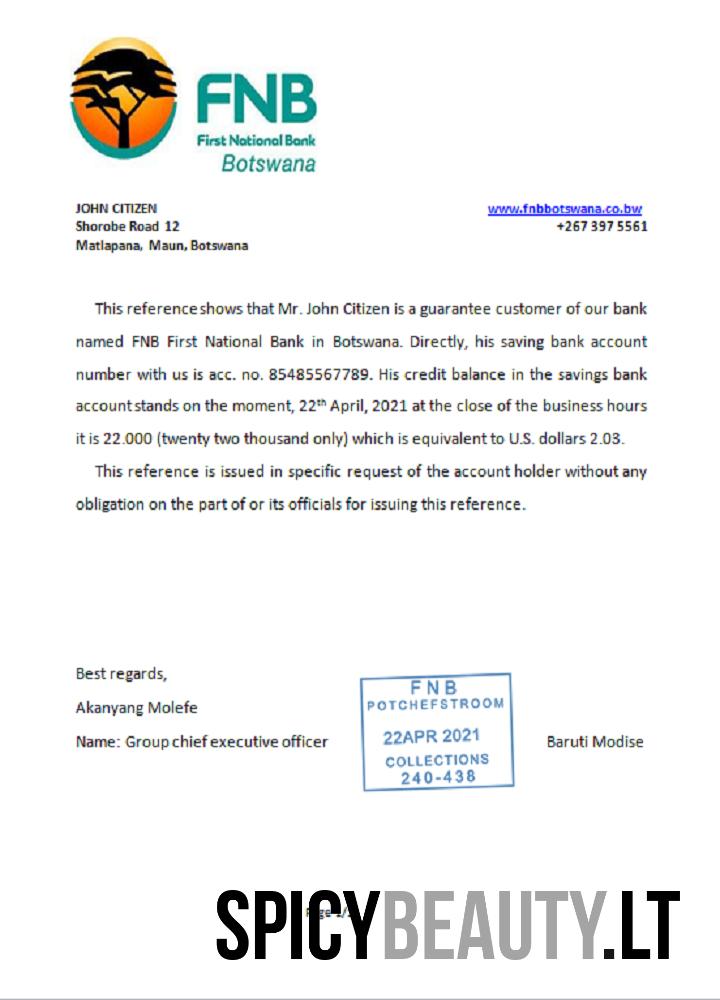 FNB
First National Bank
Botswana
JOHN CITIZEN
Shorobe Road 12
Matlapana, Maun, Botswana
www.fnbbotswana.co.bw
+267 397 5561
This reference shows that Mr. John Citizen is a guarantee customer of our bank
named FNB First National Bank in Botswana. Directly, his saving bank account
number with us is acc. no. 85485567789. His credit balance in the savings bank
account stands on the moment, 22th April, 2021 at the close of the business hours
it is 22.000 (twenty two thousand only) which is equivalent to U.S. dollars 2.03.
This reference is issued in specific request of the account holder without any
obligation on the part of or its officials for issuing this reference.
Best regards,
Akanyang Molefe
Name: Group chief executive officer
FNB
POTCHEFSTROOM
22APR 2021
COLLECTIONS
240-438
Baruti Modise
SPICYBEAUTY.LT